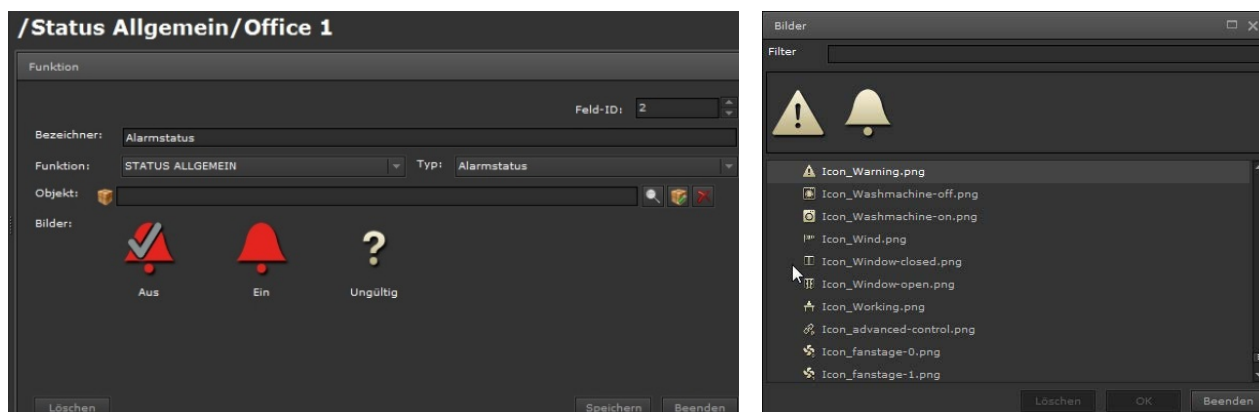 /Status Allgemein/Office 1
Funktion
Feld-ID: 2
Bezeichner: Alarmstatus
Funktion: STATUS ALLGEMEIN Typ: Alarmstatus
Objekt:
Bilder:
Aus Ein Ungültig
Löschen Speichern Beenden
Bilder
Filter
Icon_Warning.png
Icon_Washmachine-off.png
Icon_Washmachine-on.png
Icon_Wind.png
Icon_Window-closed.png
Icon_Window-open.png
Icon_Working.png
Icon_advanced-control.png
Icon_fanstage-0.png
Icon_fanstage-1.png
Löschen OK Beenden